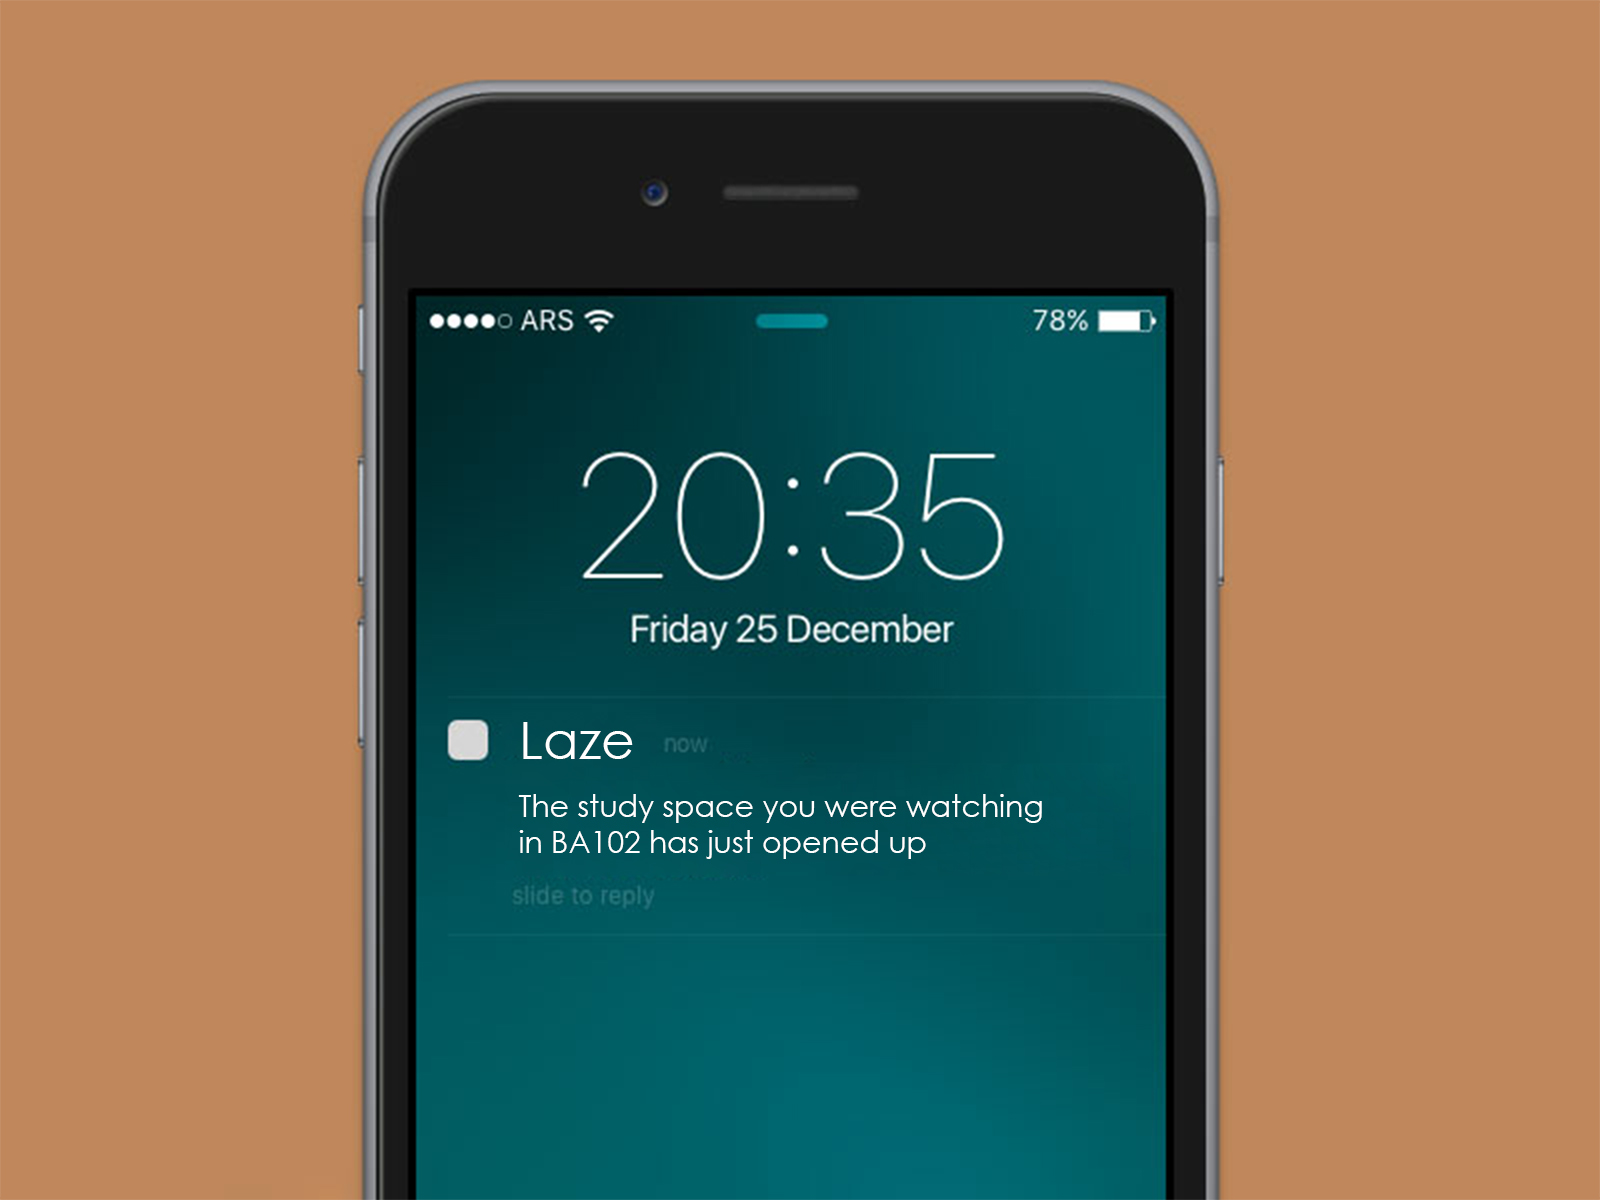 ARS 78%
20:35
Friday 25 December
Laze now
The study space you were watching
in BA102 has just opened up
slide to reply